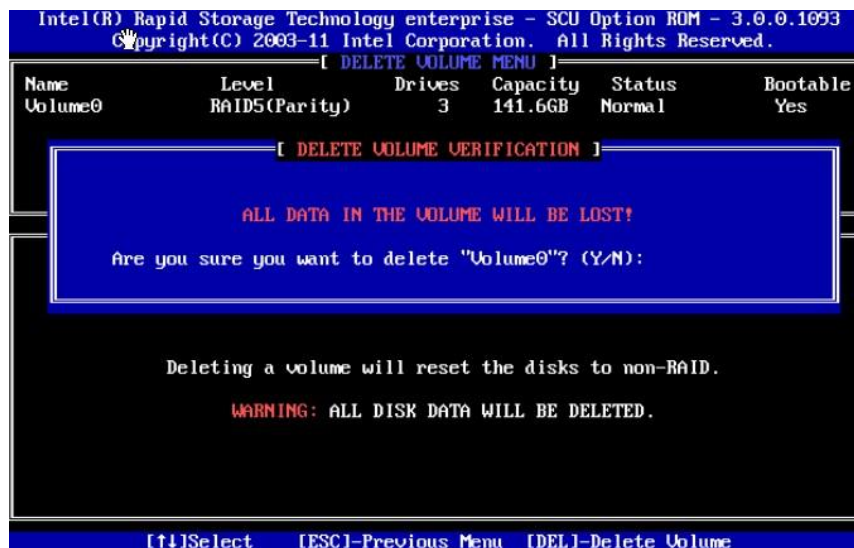 Intel(R) Rapid Storage Technology enterprise - SCU Option ROM - 3.0.0.1093
Copyright(C) 2003-11 Intel Corporation. All Rights Reserved.
[ DELETE VOLUME MENU ]
Name Level Drives Capacity Status Bootable
Volume0 RAID5(Parity) 3 141.6GB Normal Yes
[ DELETE VOLUME VERIFICATION ]
ALL DATA IN THE VOLUME WILL BE LOST!
Are you sure you want to delete "Volume0"? (Y/N):
Deleting a volume will reset the disks to non-RAID.
WARNING: ALL DISK DATA WILL BE DELETED.
[↑↓]Select [ESC]-Previous Menu [DEL]-Delete Volume